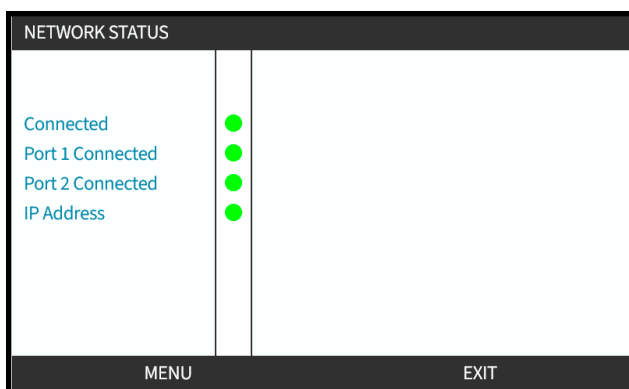 NETWORK STATUS
Connected
Port 1 Connected
Port 2 Connected
IP Address
MENU EXIT